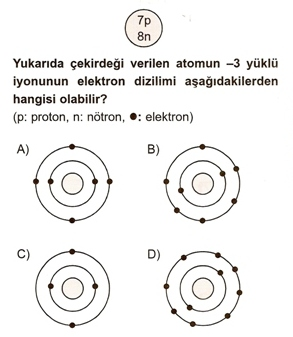 7p
8n
Yukarıda çekirdeği verilen atomun –3 yüklü
iyonunun elektron dizilimi aşağıdakilerden
hangisi olabilir?
(p: proton, n: nötron, ●: elektron)
A)
B)
C)
D)